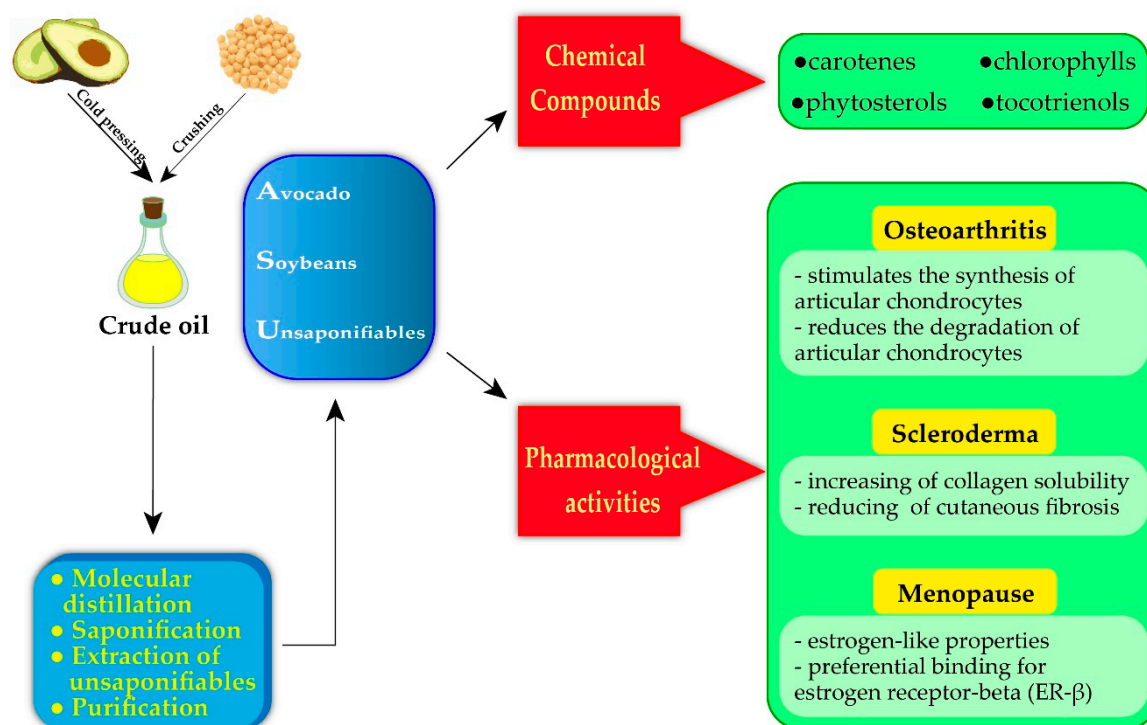 Cold pressing
Crushing
Crude oil
● Molecular
distillation
● Saponification
● Extraction of
unsaponifiables
● Purification
Avocado
Soybeans
Unsaponifiables
Chemical
Compounds
●carotenes ●chlorophylls
●phytosterols ●tocotrienols
Pharmacological
activities
Osteoarthritis
- stimulates the synthesis of
articular chondrocytes
- reduces the degradation of
articular chondrocytes
Scleroderma
- increasing of collagen solubility
- reducing of cutaneous fibrosis
Menopause
- estrogen-like properties
- preferential binding for
estrogen receptor-beta (ER-β)